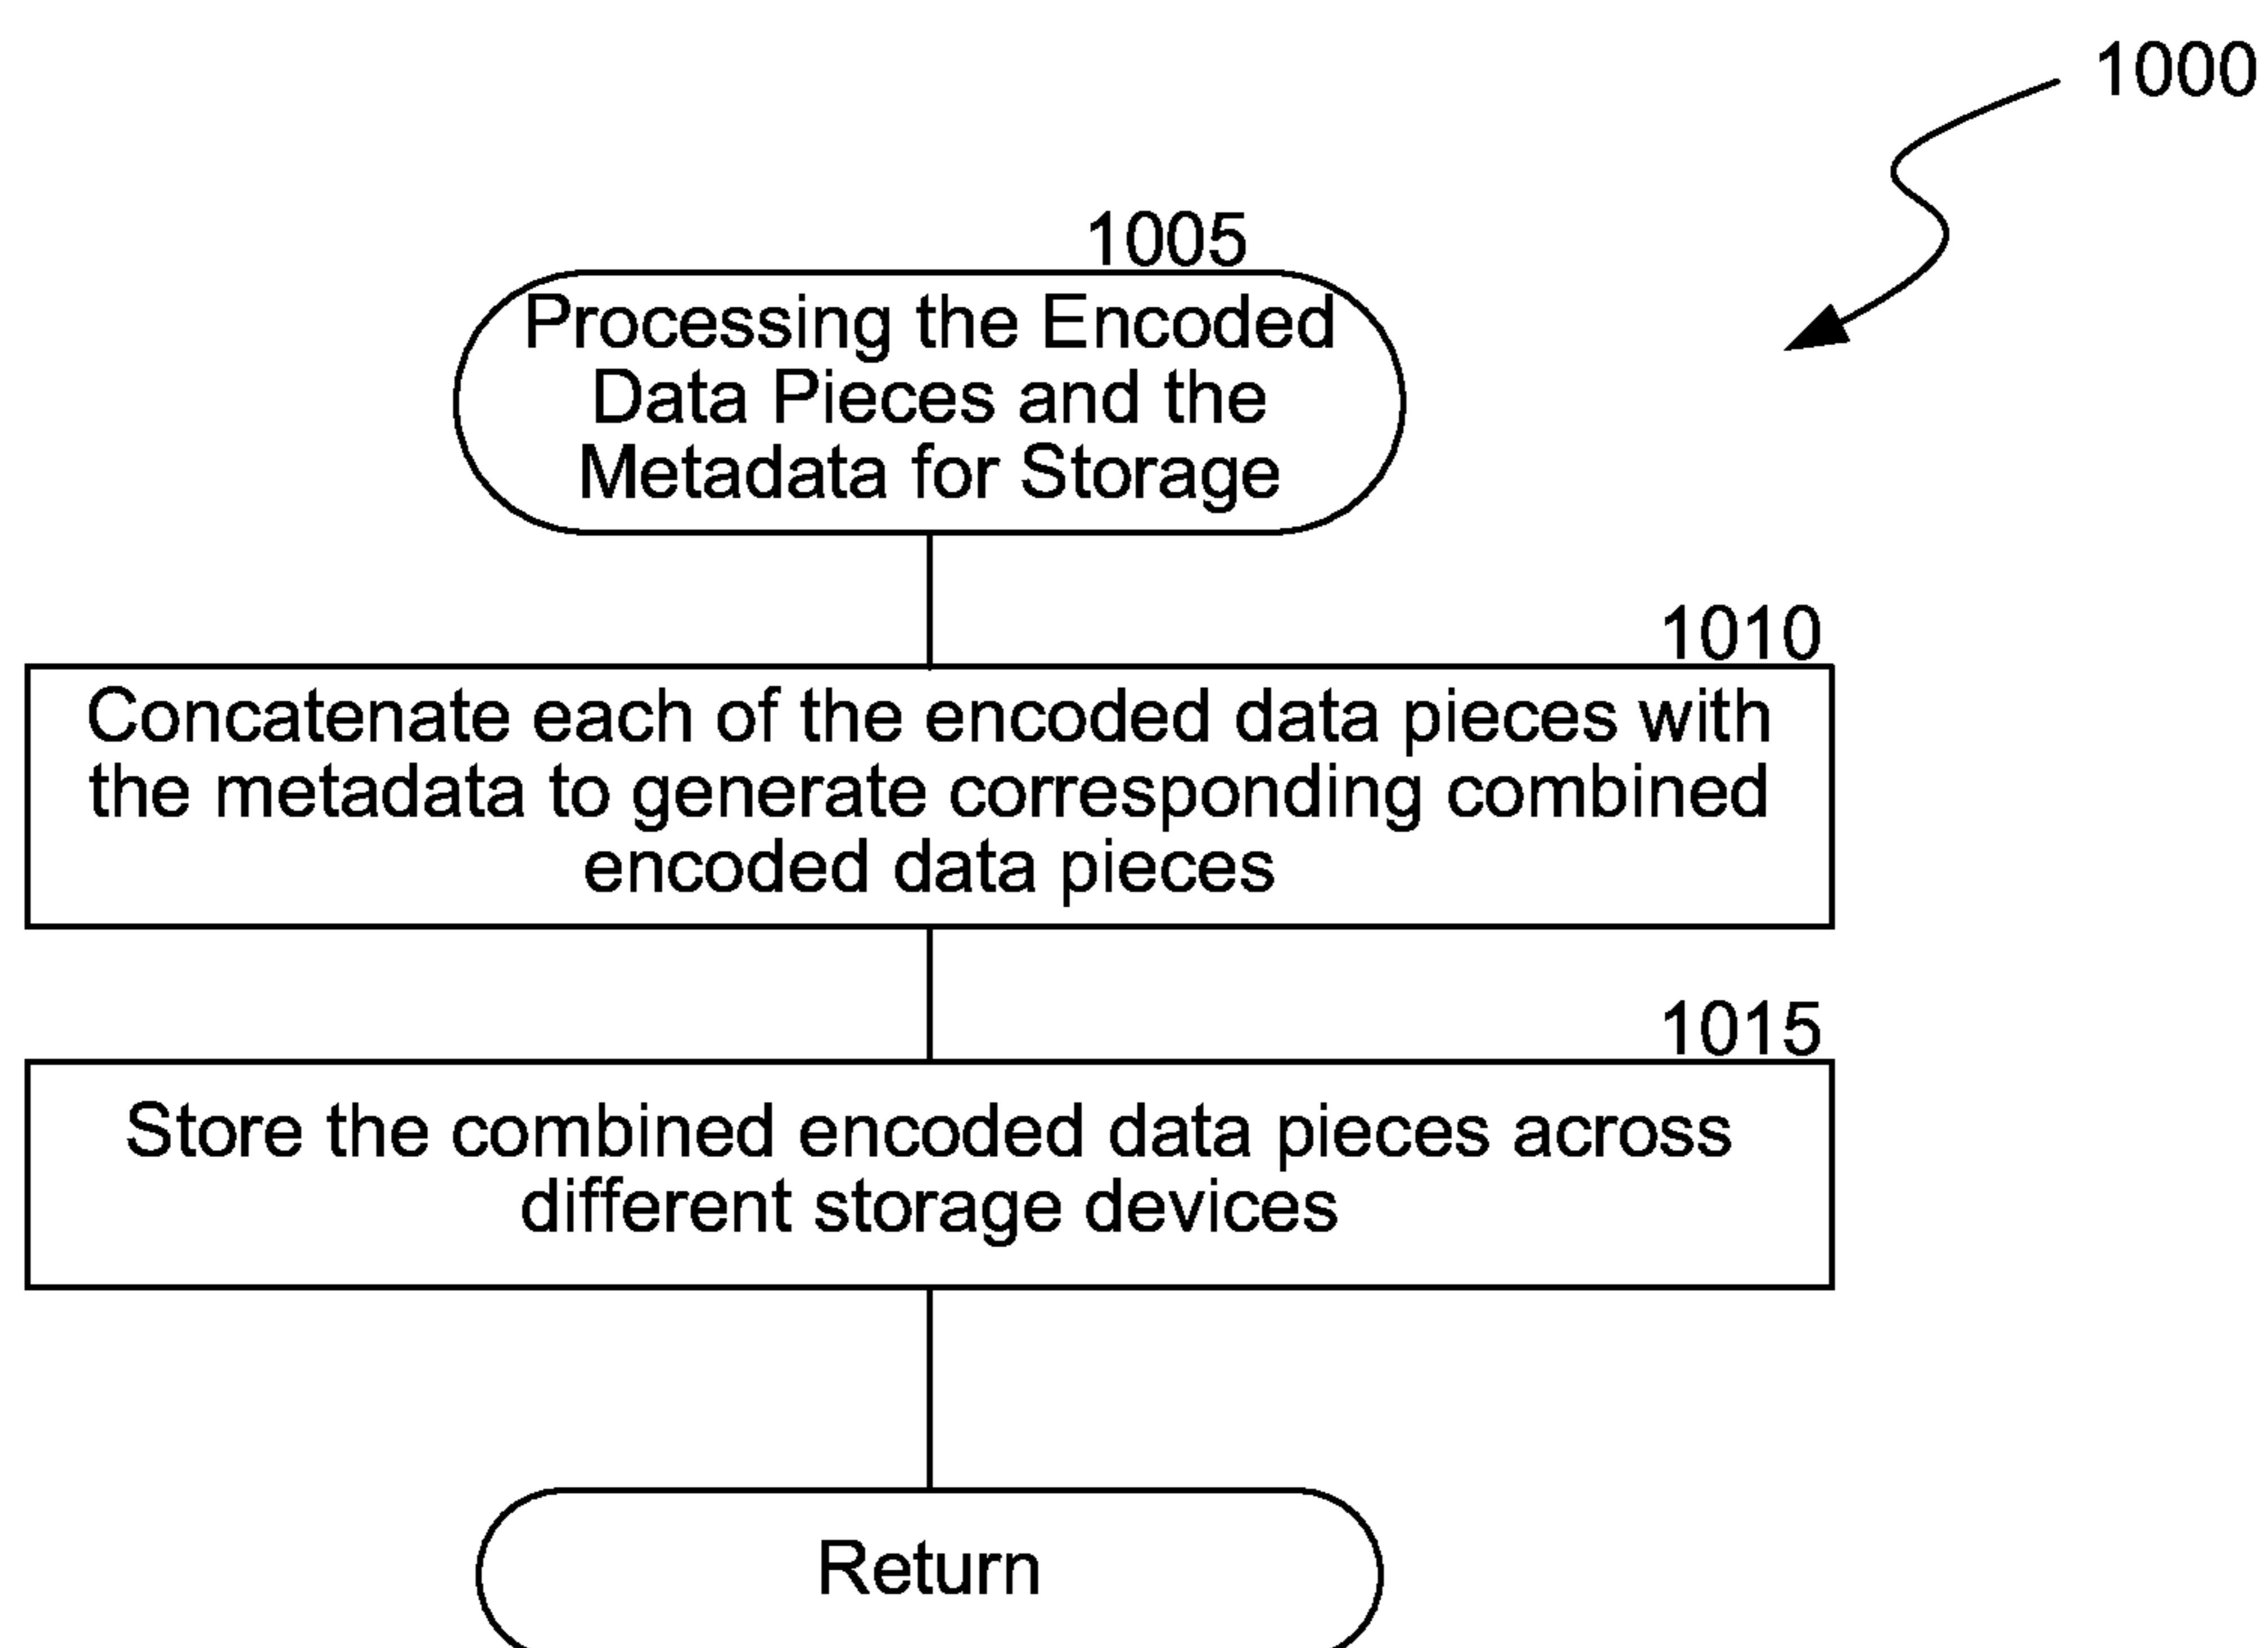 1000
1005
Processing the Encoded
Data Pieces and the
Metadata for Storage
1010
Concatenate each of the encoded data pieces with
the metadata to generate corresponding combined
encoded data pieces
1015
Store the combined encoded data pieces across
different storage devices
Return